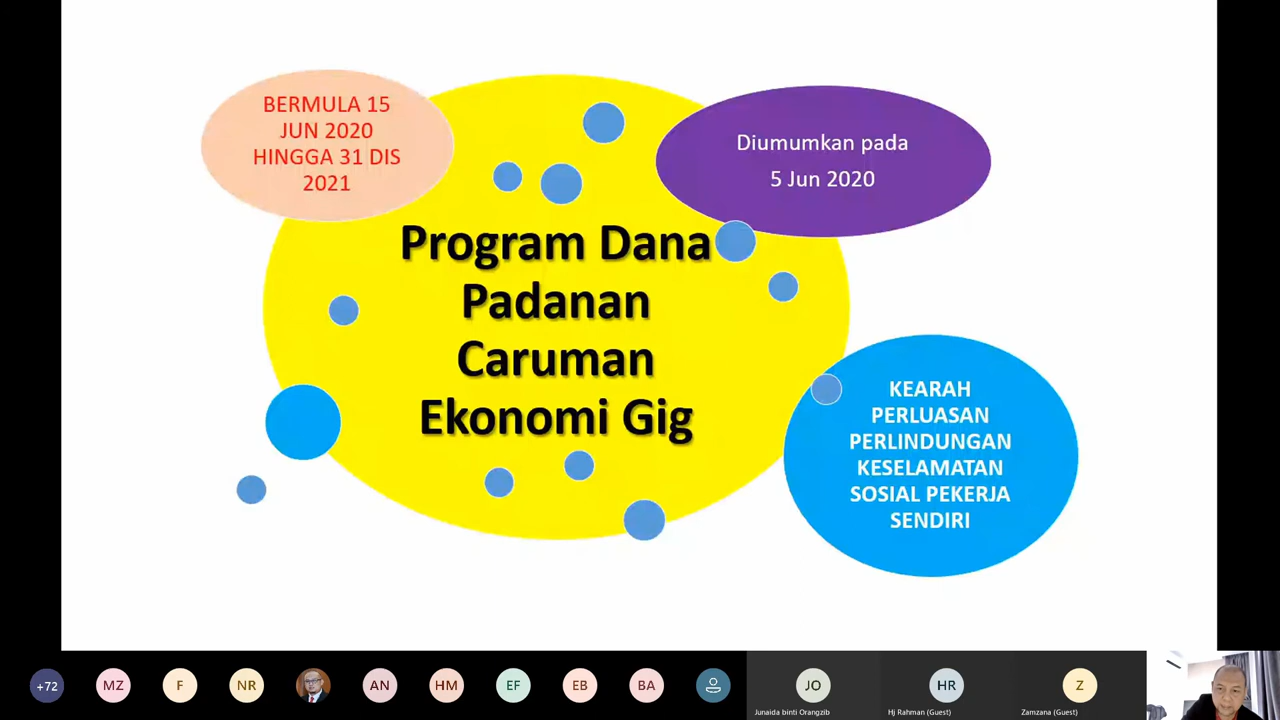 BERMULA 15
JUN 2020
HINGGA 31 DIS
2021
Diumumkan pada
5 Jun 2020
Program Dana
Padanan
Caruman
Ekonomi Gig
KEARAH
PERLUASAN
PERLINDUNGAN
KESELAMATAN
SOSIAL PEKERJA
SENDIRI
+72
MZ
F
NR
AN
HM
EF
EB
BA
JO
HR
Z
Junaida binti Orangzib
Hj Rahman (Guest)
Zamzana (Guest)